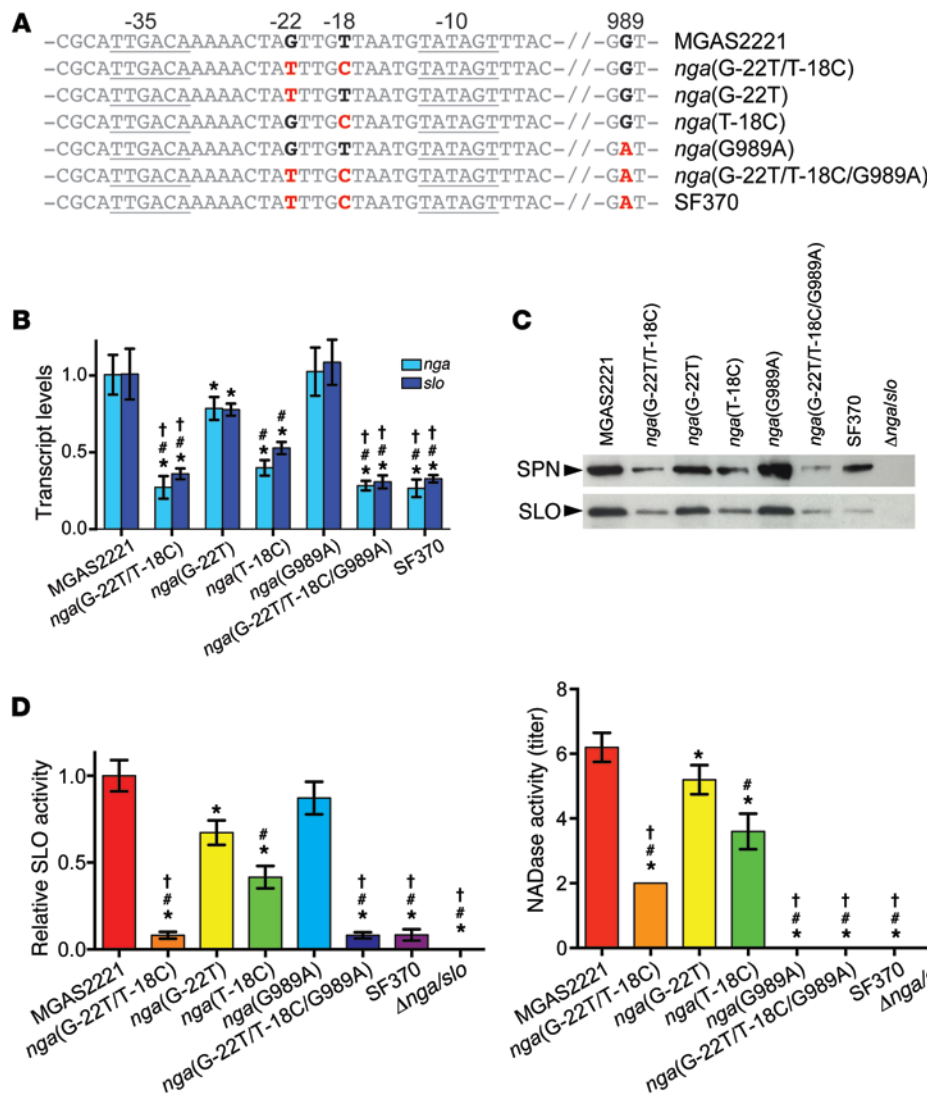 A
-35 -22 -18 -10 989
–CGCATTGACAAAAACTAGTTGTTAATGTATAGTTTAC–//–GGT– MGAS2221
–CGCATTGACAAAAACTATTTGCTAATGTATAGTTTAC–//–GGT– nga(G-22T/T-18C)
–CGCATTGACAAAAACTATTTGTTAATGTATAGTTTAC–//–GGT– nga(G-22T)
–CGCATTGACAAAAACTAGTTGCTAATGTATAGTTTAC–//–GGT– nga(T-18C)
–CGCATTGACAAAAACTAGTTGTTAATGTATAGTTTAC–//–GAT– nga(G989A)
–CGCATTGACAAAAACTATTTGCTAATGTATAGTTTAC–//–GAT– nga(G-22T/T-18C/G989A)
–CGCATTGACAAAAACTATTTGCTAATGTATAGTTTAC–//–GAT– SF370
B
Transcript levels
1.0
0.5
0.0
nga
slo
† # *
† # *
*
*
# *
# *
† # *
† # *
† # *
† # *
MGAS2221
nga(G-22T/T-18C)
nga(G-22T)
nga(T-18C)
nga(G989A)
nga(G-22T/T-18C/G989A)
SF370
C
MGAS2221
nga(G-22T/T-18C)
nga(G-22T)
nga(T-18C)
nga(G989A)
nga(G-22T/T-18C/G989A)
SF370
Δnga/slo
SPN
SLO
D
Relative SLO activity
1.0
0.5
0.0
† # *
*
# *
† # *
† # *
† # *
MGAS2221
nga(G-22T/T-18C)
nga(G-22T)
nga(T-18C)
nga(G989A)
nga(G-22T/T-18C/G989A)
SF370
Δnga/slo
NADase activity (titer)
8
6
4
2
0
† # *
*
# *
† # *
† # *
† # *
MGAS2221
nga(G-22T/T-18C)
nga(G-22T)
nga(T-18C)
nga(G989A)
nga(G-22T/T-18C/G989A)
SF370
Δnga/s